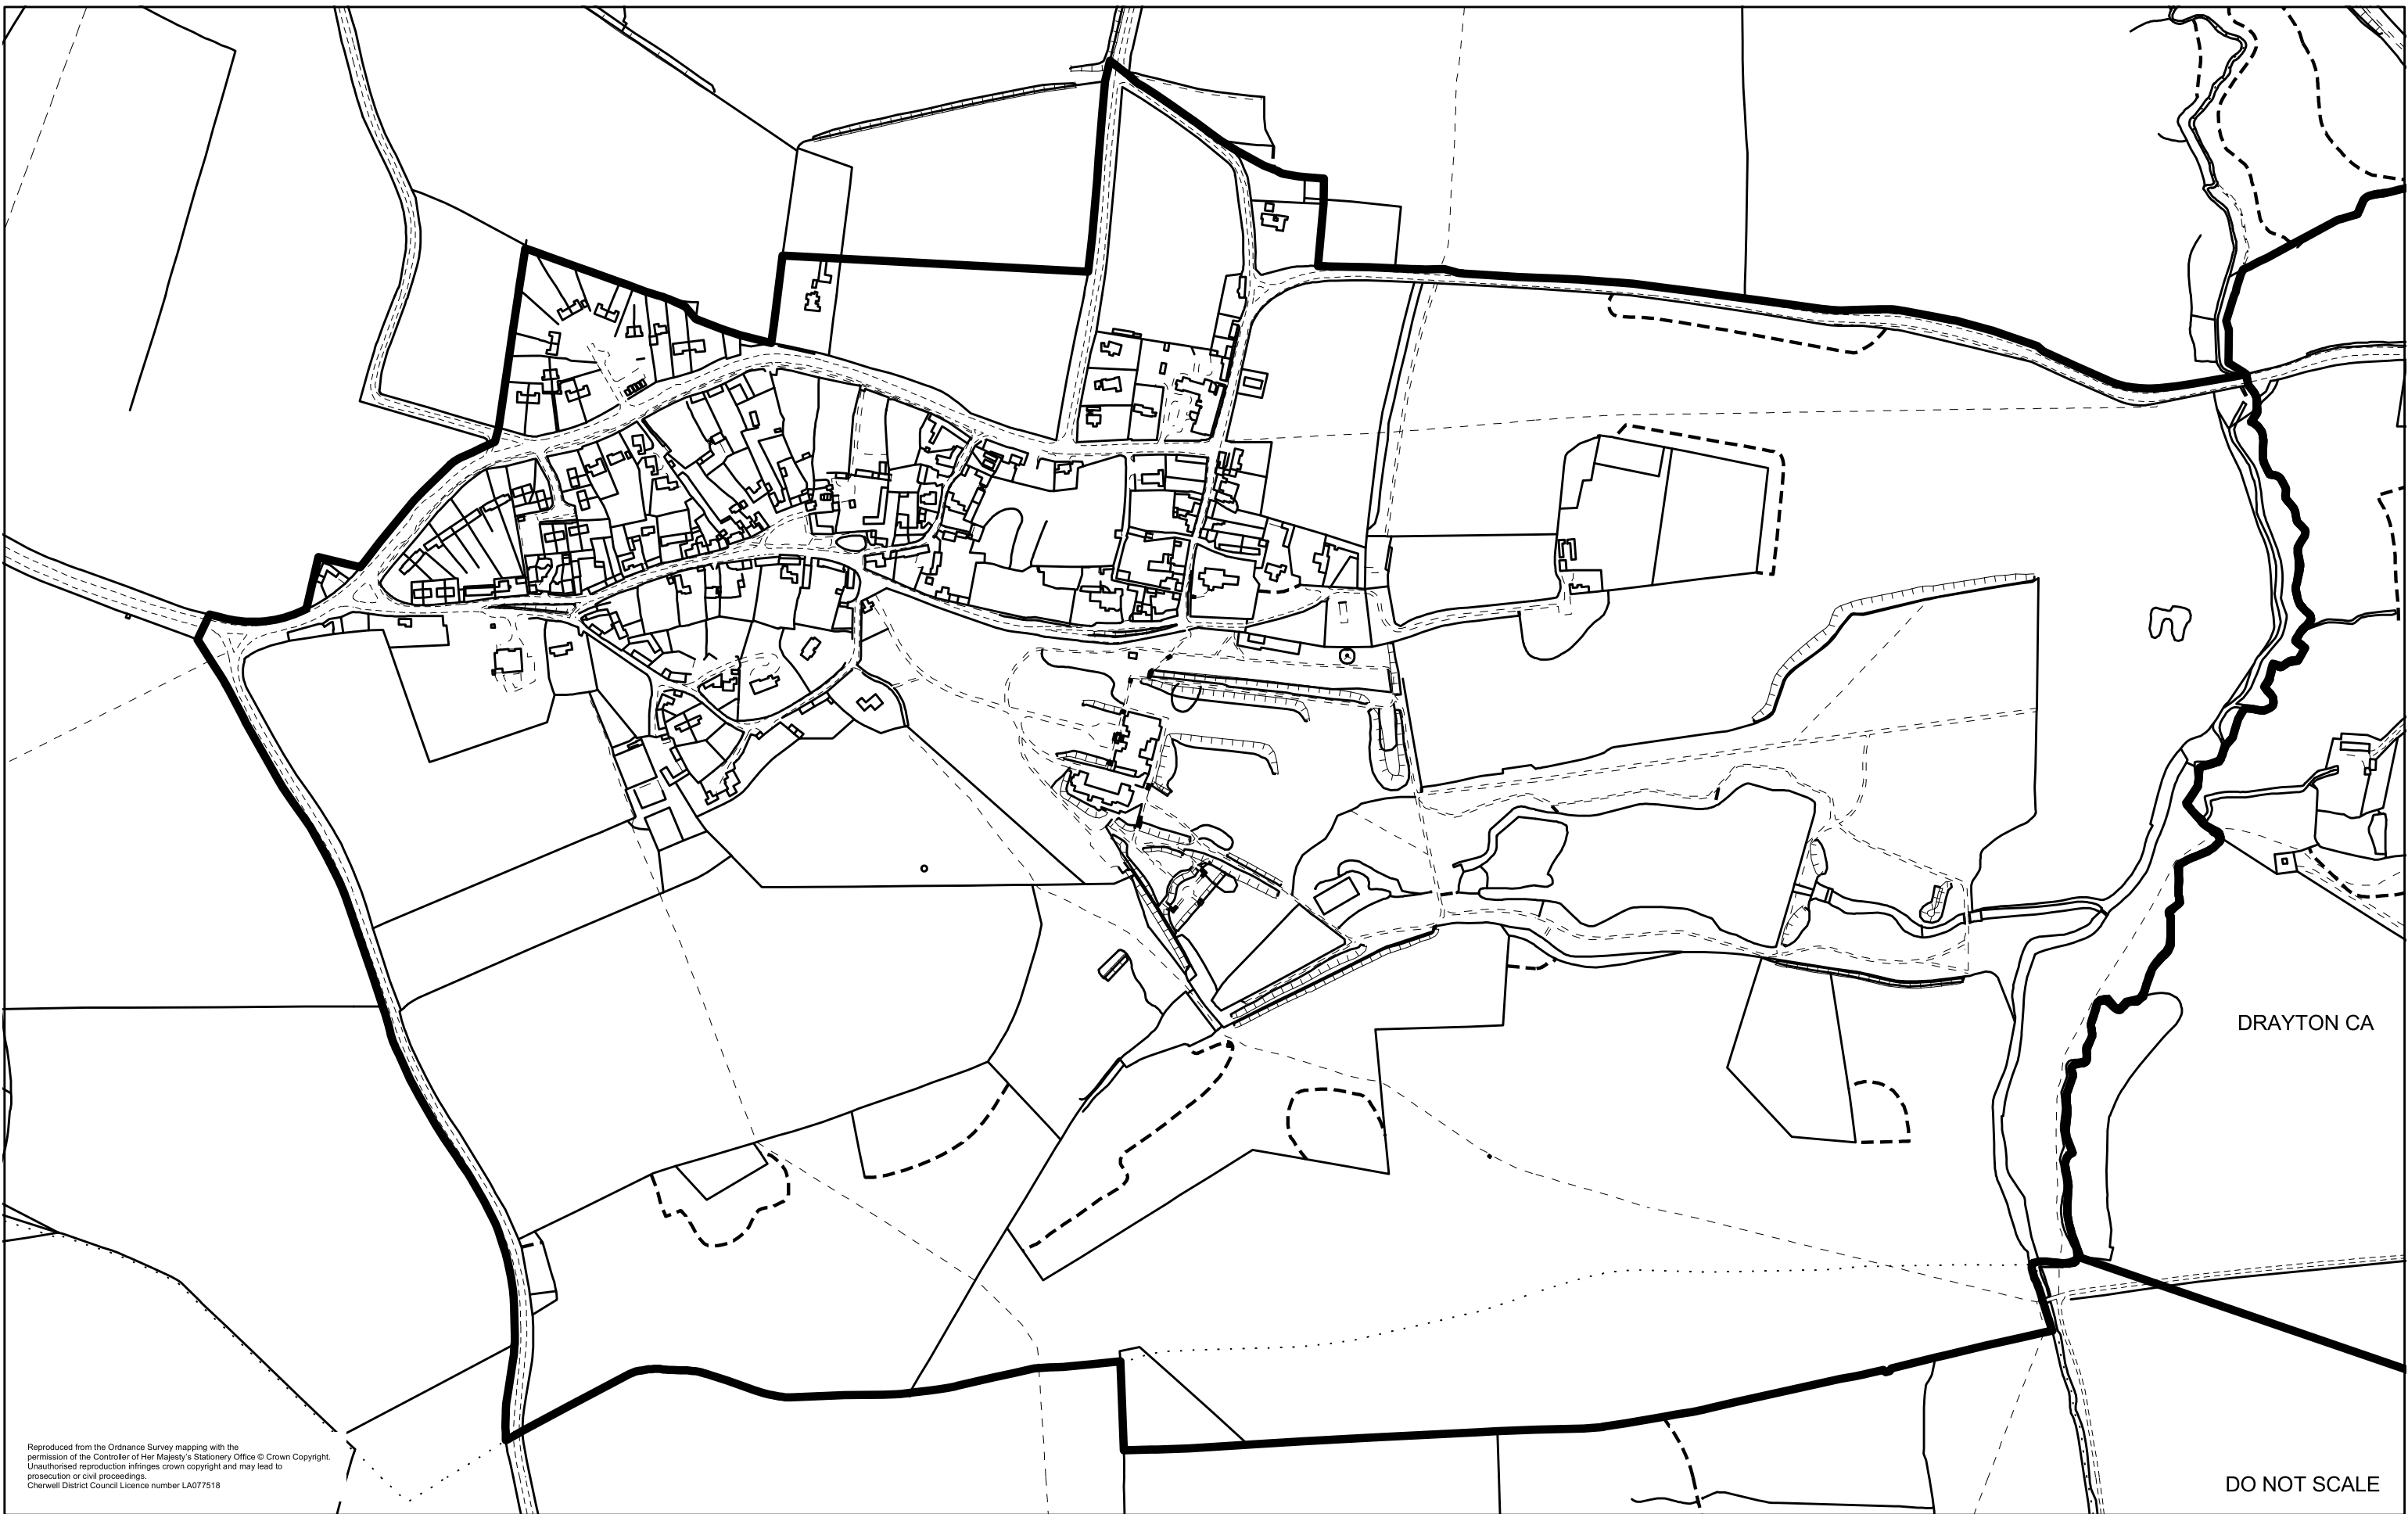 DRAYTON CA
Reproduced from the Ordnance Survey mapping with the
permission of the Controller of Her Majesty's Stationery Office © Crown Copyright.
Unauthorised reproduction infringes crown copyright and may lead to
prosecution or civil proceedings.
Cherwell District Council Licence number LA077518
DO NOT SCALE